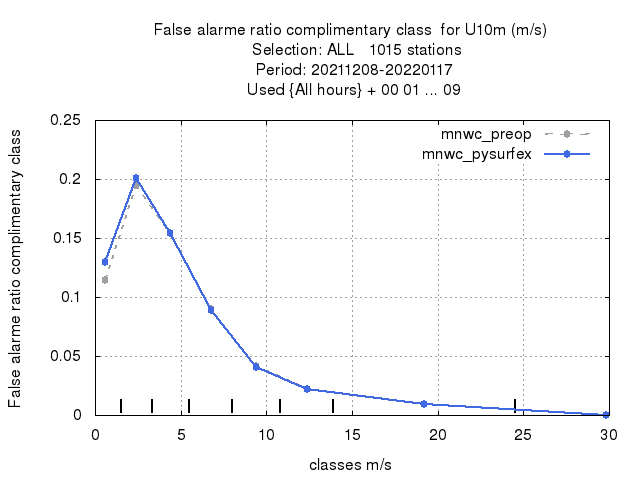 False alarme ratio complimentary class  for U10m (m/s)
Selection: ALL   1015 stations
Period: 20211208-20220117
Used {All hours} + 00 01 ... 09
mnwc_preop
mnwc_pysurfex
False alarme ratio complimentary class
0.25
0.2
0.15
0.1
0.05
0
0 5 10 15 20 25 30
classes m/s